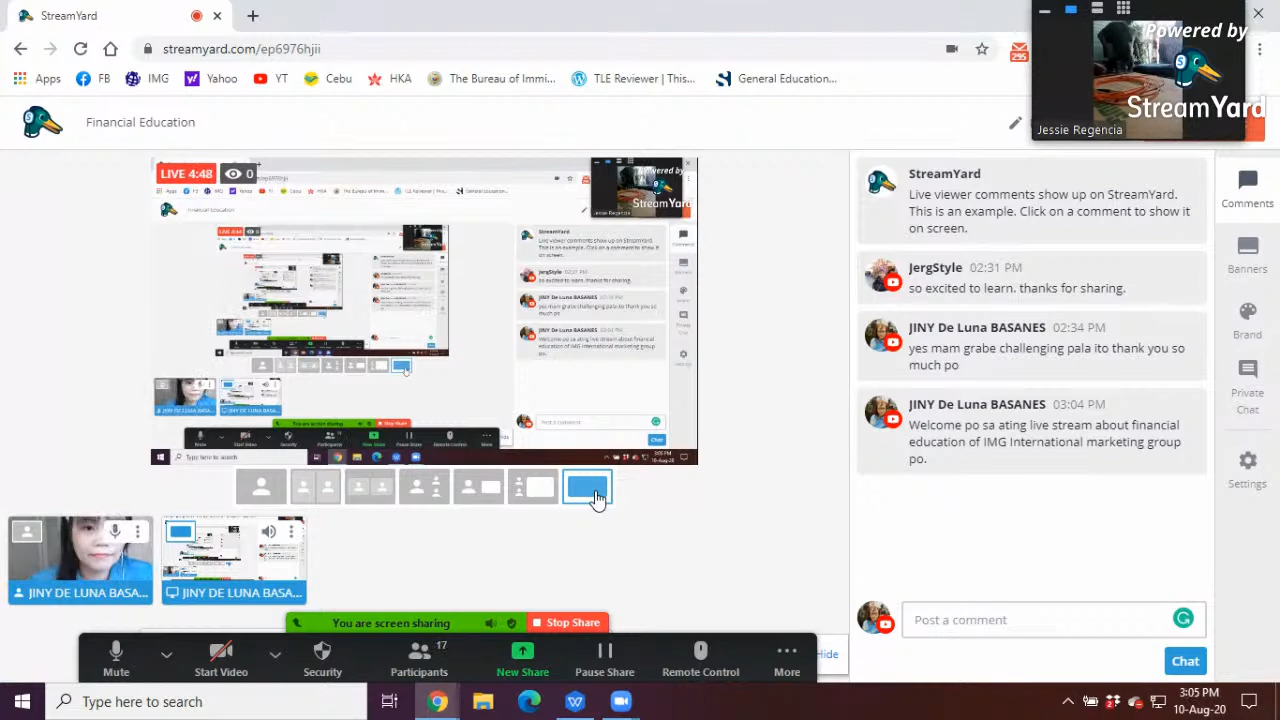 StreamYard
streamyard.com/ep6976hjii
Apps
FB
IMG
Yahoo
YT
Cebu
HKA
The Bureau of Immi...
TLE Reviewer | This...
General Education...
295
Powered by
StreamYard
Jessie Regencia
Financial Education
LIVE 4:48
0
StreamYard
Live viewer comments show up on StreamYard.
This is an example. Click on a comment to show it
on screen.
JergStyle 02:31 PM
so excited to learn. thanks for sharing.
JINY De Luna BASANES 02:34 PM
yes mam grabe challenging pala ito thank you so
much po
JINY De Luna BASANES 03:04 PM
Welcome po sa ating live stream about financial
education of IMG International marketing group
po.
Comments
Banners
Brand
Private
Chat
Settings
JINY DE LUNA BASA...
JINY DE LUNA BASA...
You are screen sharing
Stop Share
Post a comment
Chat
Hide
Mute
Start Video
Security
Participants
17
New Share
Pause Share
Remote Control
More
Type here to search
3:05 PM
10-Aug-20